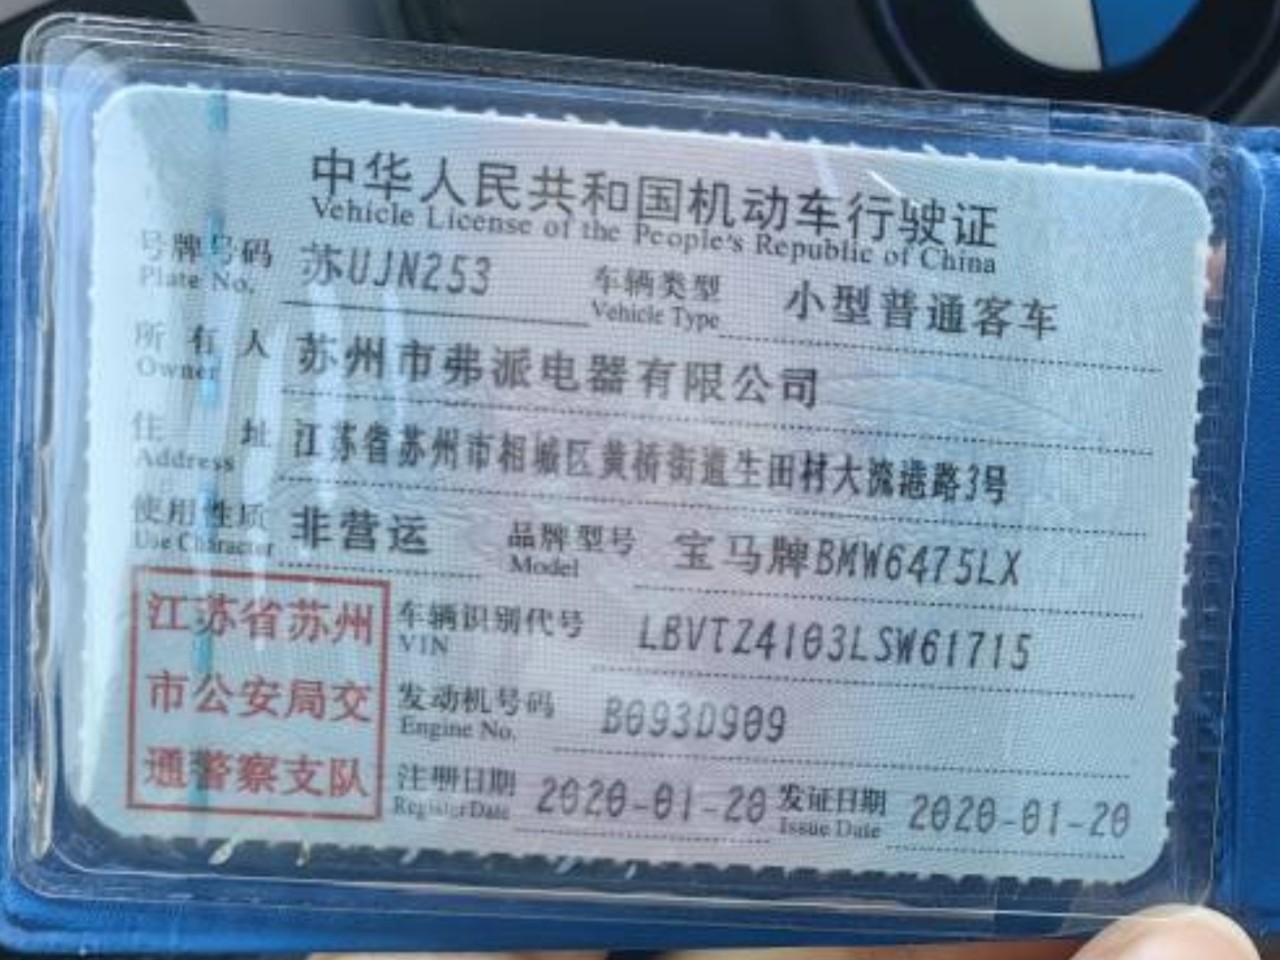 中华人民共和国机动车行驶证
Vehicle License of the People's Republic of China
号牌号码 苏UJN253 车辆类型 小型普通客车
Plate No. Vehicle Type
所有人 苏州市弗派电器有限公司
Owner
住址 江苏省苏州市相城区黄桥街道生田村大流港路3号
Address
使用性质 非营运 品牌型号 宝马牌BMW6475LX
Use Character Model
江苏省苏州
市公安局交
通警察支队
车辆识别代号 LBVTZ4103LSW61715
VIN
发动机号码 B093D909
Engine No.
注册日期 2020-01-20 发证日期 2020-01-20
Register Date Issue Date